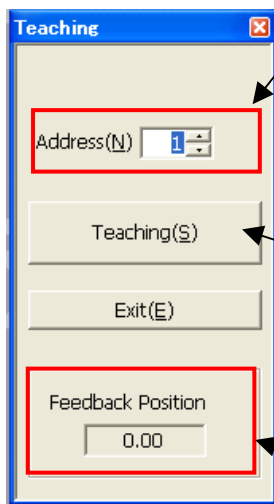 Teaching
Address(N) 1
Teaching(S)
Exit(E)
Feedback Position
0.00